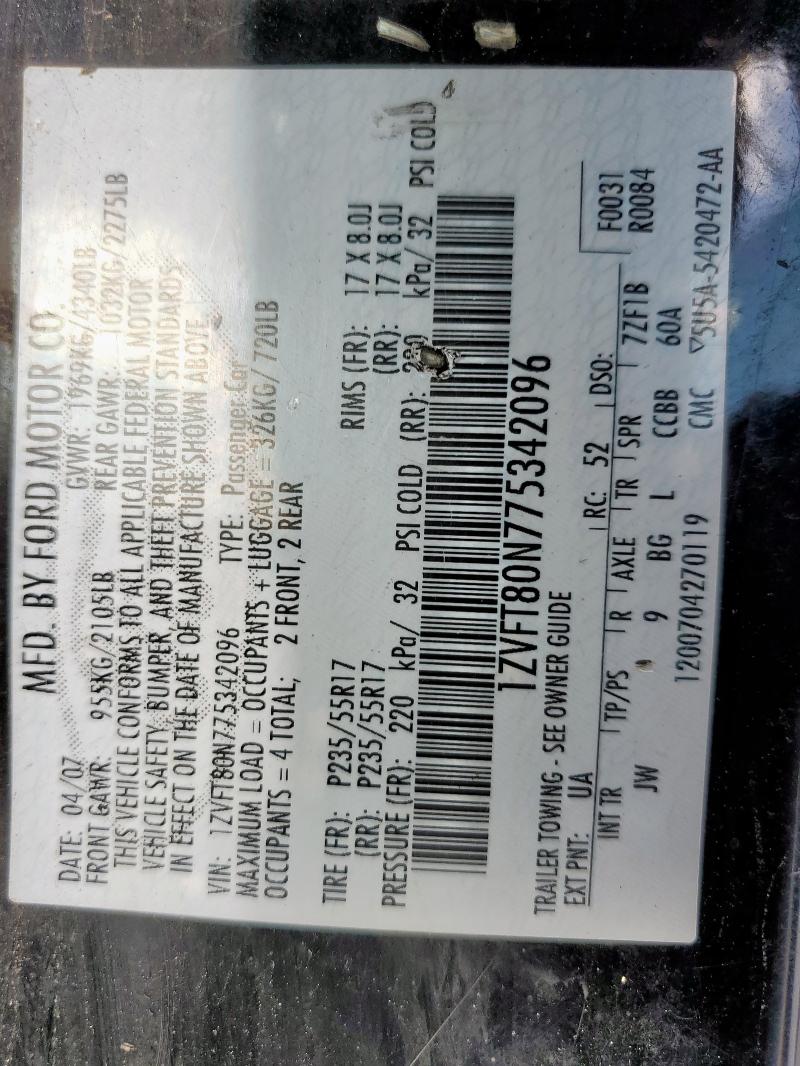 MFD. BY FORD MOTOR CO.
DATE: 04/07 GVWR: 1969KG/4340LB
FRONT GAWR: 955KG/2105LB REAR GAWR: 1032KG/2275LB
THIS VEHICLE CONFORMS TO ALL APPLICABLE FEDERAL MOTOR
VEHICLE SAFETY, BUMPER, AND THEFT PREVENTION STANDARDS
IN EFFECT ON THE DATE OF MANUFACTURE SHOWN ABOVE
VIN: 1ZVFT80N775342096 TYPE: Passenger Car
MAXIMUM LOAD = OCCUPANTS + LUGGAGE = 326KG/ 720LB
OCCUPANTS = 4 TOTAL, 2 FRONT, 2 REAR
TIRE (FR): P235/55R17 RIMS (FR): 17 X 8.0J
(RR): P235/55R17 (RR): 17 X 8.0J
PRESSURE (FR): 220 kPa/ 32 PSI COLD (RR): kPa/ 32 PSI COLD
1ZVFT80N775342096
TRAILER TOWING - SEE OWNER GUIDE
EXT PNT: UA RC: 52 DSO: F0031
R0084
INT TR TP/PS R AXLE TR SPR 7ZF1B
JW 9 BG L CCBB 60A
1200704270119 CMC ▽5U5A-5420472-AA